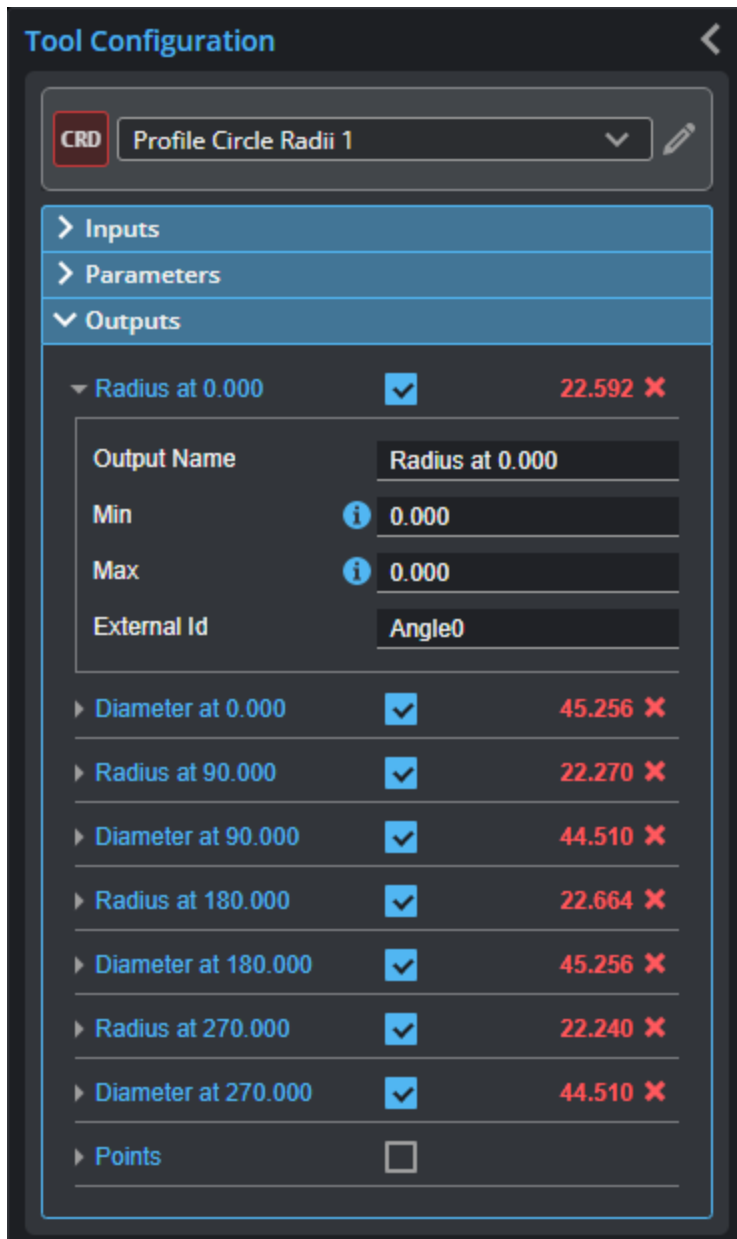 Tool Configuration
CRD Profile Circle Radii 1
Inputs
Parameters
Outputs
Radius at 0.000 22.592
Output Name Radius at 0.000
Min 0.000
Max 0.000
External Id Angle0
Diameter at 0.000 45.256
Radius at 90.000 22.270
Diameter at 90.000 44.510
Radius at 180.000 22.664
Diameter at 180.000 45.256
Radius at 270.000 22.240
Diameter at 270.000 44.510
Points